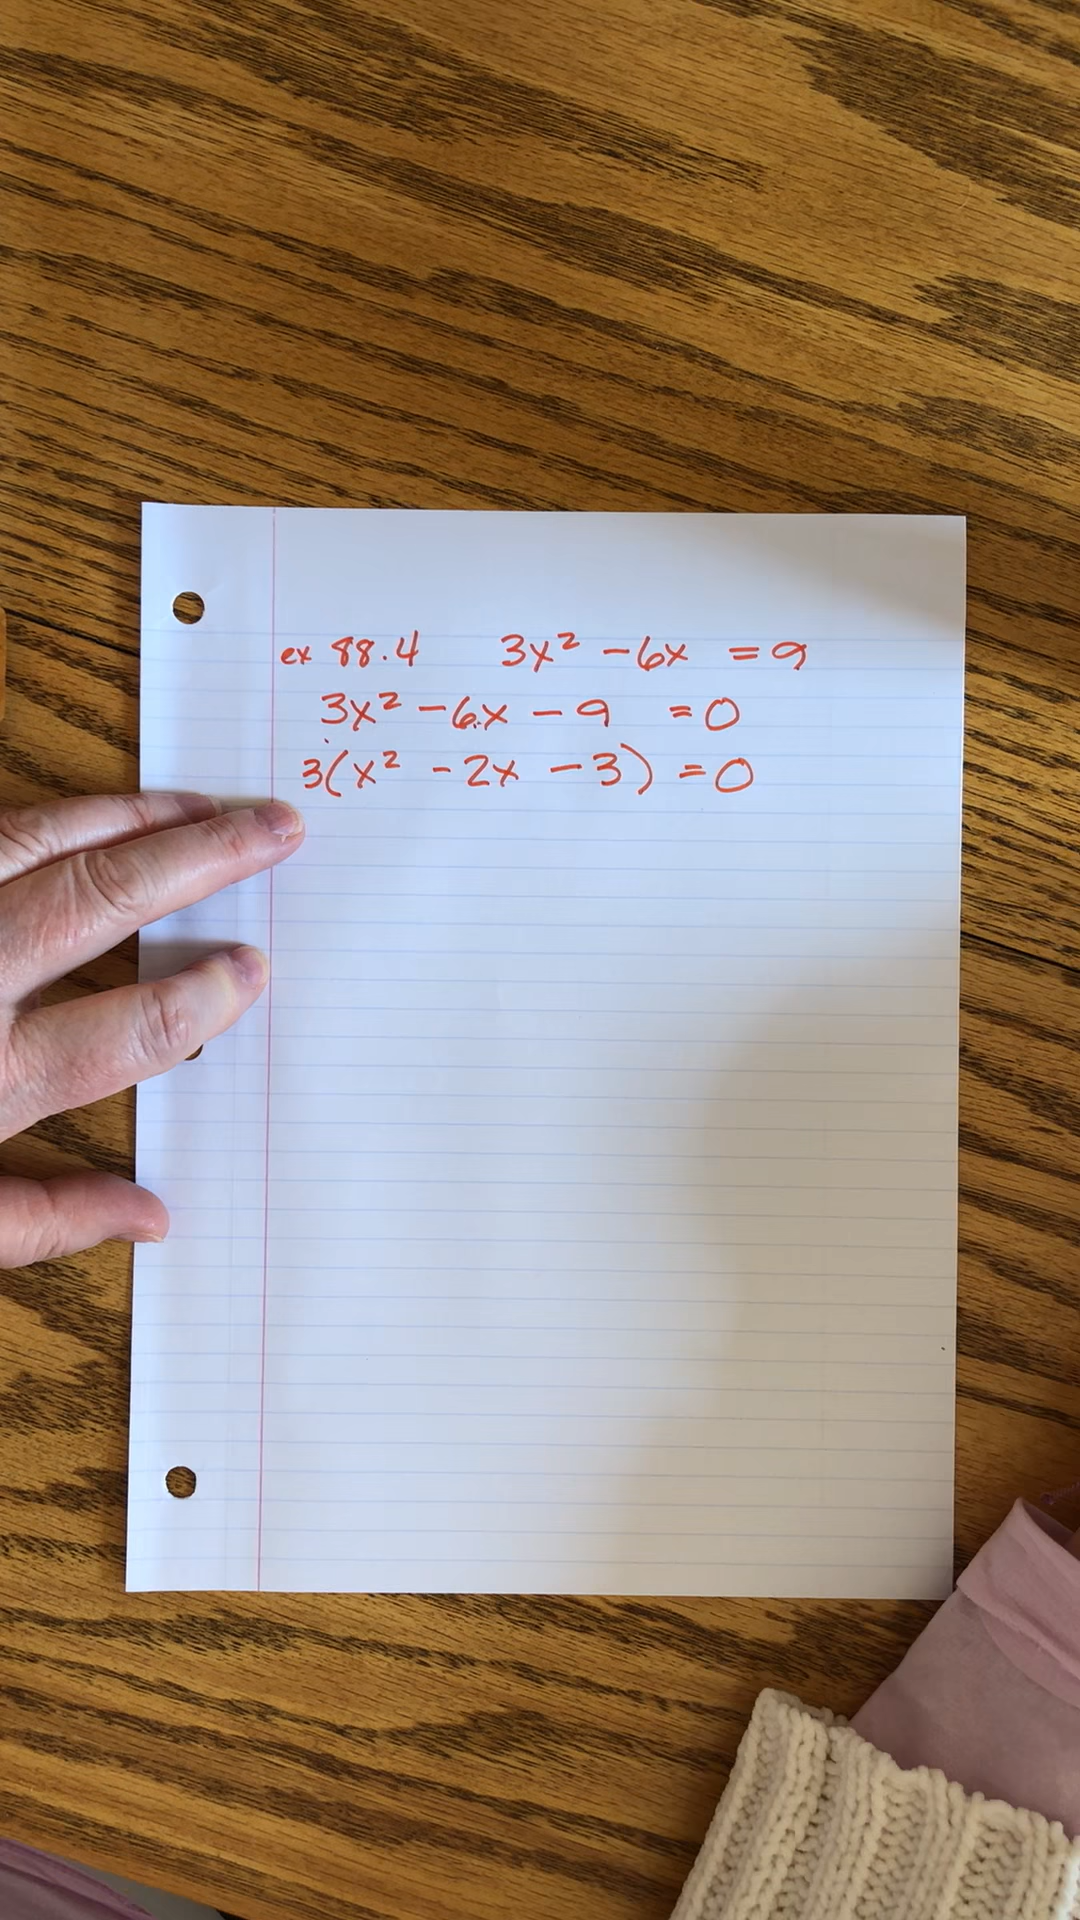 ex 88.4 3x² - 6x = 9
3x² - 6x - 9 = 0
3(x² - 2x - 3) = 0